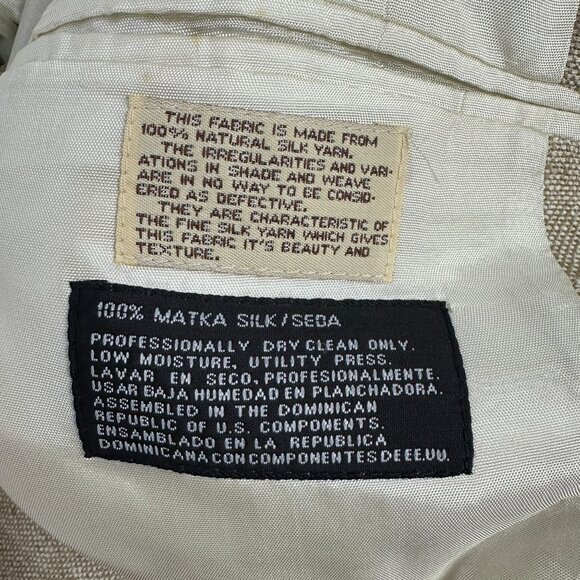 THIS FABRIC IS MADE FROM
100% NATURAL SILK YARN.
THE IRREGULARITIES AND VARI-
ATIONS IN SHADE AND WEAVE
ARE IN NO WAY TO BE CONSID-
ERED AS DEFECTIVE.
THEY ARE CHARACTERISTIC OF
THE FINE SILK YARN WHICH GIVES
THIS FABRIC IT'S BEAUTY AND
TEXTURE.
100% MATKA SILK/SEDA
PROFESSIONALLY DRY CLEAN ONLY.
LOW MOISTURE, UTILITY PRESS.
LAVAR EN SECO, PROFESIONALMENTE.
USAR BAJA HUMEDAD EN PLANCHADORA.
ASSEMBLED IN THE DOMINICAN
REPUBLIC OF U.S. COMPONENTS.
ENSAMBLADO EN LA REPUBLICA
DOMINICANA CON COMPONENTES DE EE.UU.